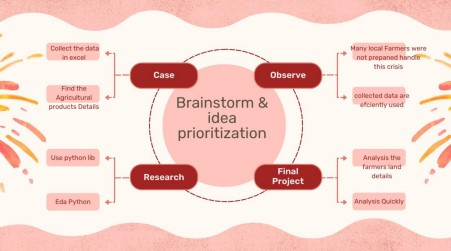 Collect the data
in excel
Find the
Agricultural
products Details
Case
Observe
Many local Farmers were
not prepared handle
this crisis
collected data are
efciently used
Brainstorm &
idea
prioritization
Use python lib
Eda Python
Research
Final
Project
Analysis the
farmers land
details
Analysis Quickly